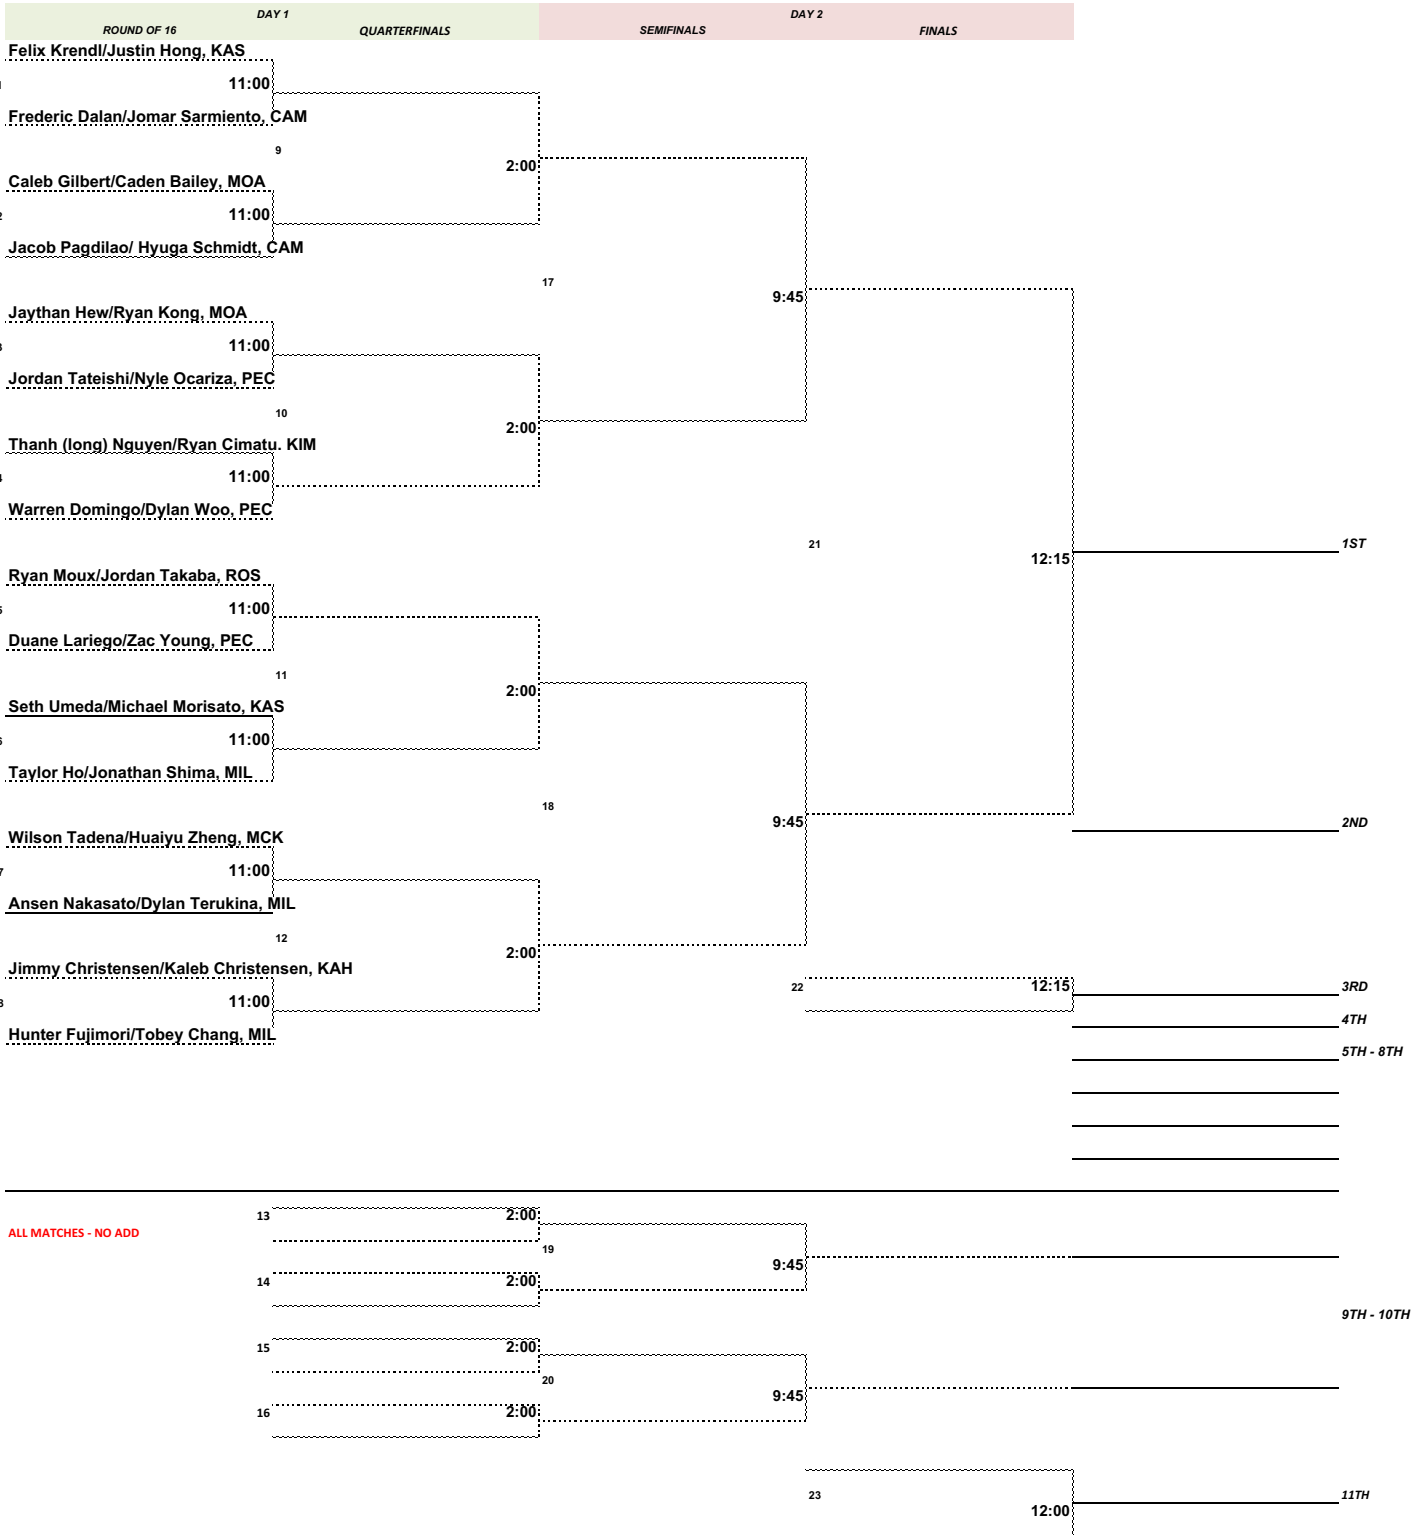 DAY 1
DAY 2
ROUND OF 16
QUARTERFINALS
SEMIFINALS
FINALS
Felix Krendl/Justin Hong, KAS
11:00
Frederic Dalan/Jomar Sarmiento, CAM
9
2:00
Caleb Gilbert/Caden Bailey, MOA
2
11:00
Jacob Pagdilao/ Hyuga Schmidt, CAM
17
9:45
Jaythan Hew/Ryan Kong, MOA
3
11:00
Jordan Tateishi/Nyle Ocariza, PEC
10
2:00
Thanh (long) Nguyen/Ryan Cimatu. KIM
11:00
Warren Domingo/Dylan Woo, PEC
21
12:15
1ST
Ryan Moux/Jordan Takaba, ROS
5
11:00
Duane Lariego/Zac Young, PEC
11
2:00
Seth Umeda/Michael Morisato, KAS
6
11:00
Taylor Ho/Jonathan Shima, MIL
18
9:45
2ND
Wilson Tadena/Huaiyu Zheng, MCK
7
11:00
Ansen Nakasato/Dylan Terukina, MIL
12
2:00
Jimmy Christensen/Kaleb Christensen, KAH
22
12:15
3RD
8
11:00
4TH
Hunter Fujimori/Tobey Chang, MIL
5TH - 8TH
13
2:00
ALL MATCHES - NO ADD
19
9:45
14
2:00
9TH - 10TH
15
2:00
20
9:45
16
2:00
23
12:00
11TH